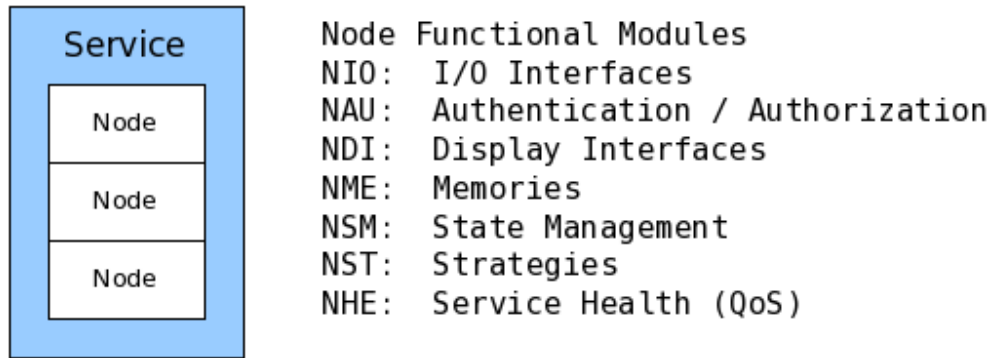 Service
Node
Node
Node
Node Functional Modules
NIO: I/O Interfaces
NAU: Authentication / Authorization
NDI: Display Interfaces
NME: Memories
NSM: State Management
NST: Strategies
NHE: Service Health (QoS)